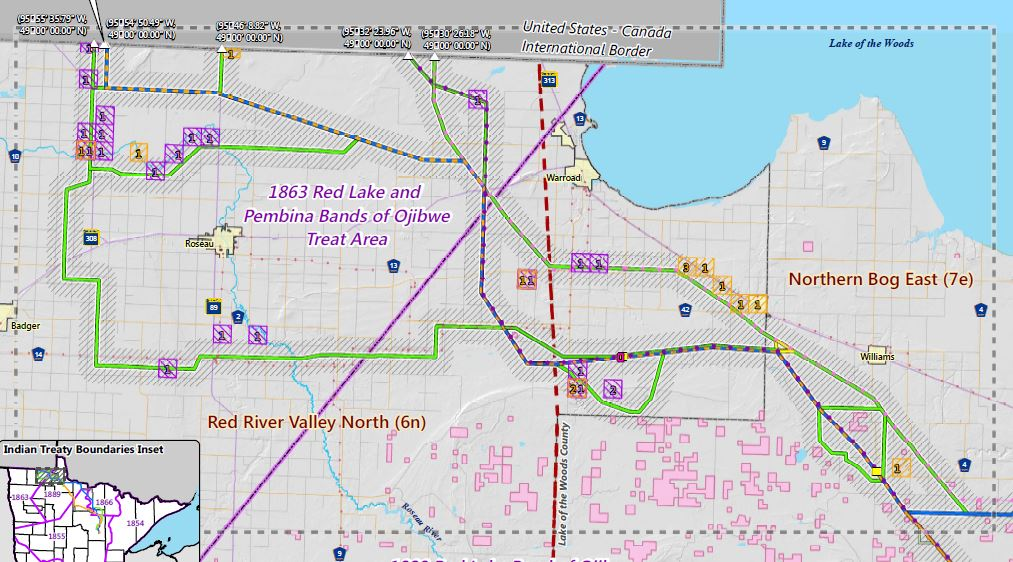 (95°55'35.79" W,
49°00'00.00" N)
(95°54'50.49" W,
49°00'00.00" N)
(95°46'8.82" W,
49°00'00.00" N)
(95°32'23.96" W,
49°00'00.00" N)
(95°30'26.18" W,
49°00'00.00" N)
United States - Canada
International Border
Lake of the Woods
1
1
1
313
13
1
1
1
1
1
1
1
1
1
1
1
1
1
10
9
1863 Red Lake and
Pembina Bands of Ojibwe
Treat Area
Warroad
Roseau
308
13
1
1
1
1
3
1
1
1
1
Northern Bog East (7e)
89
2
42
4
Badger
1
1
14
1
Williams
1
2
1
2
Red River Valley North (6n)
Indian Treaty Boundaries Inset
1863
1889
1866
1854
1855
Lake of the Woods County
Roseau River
1
4
9